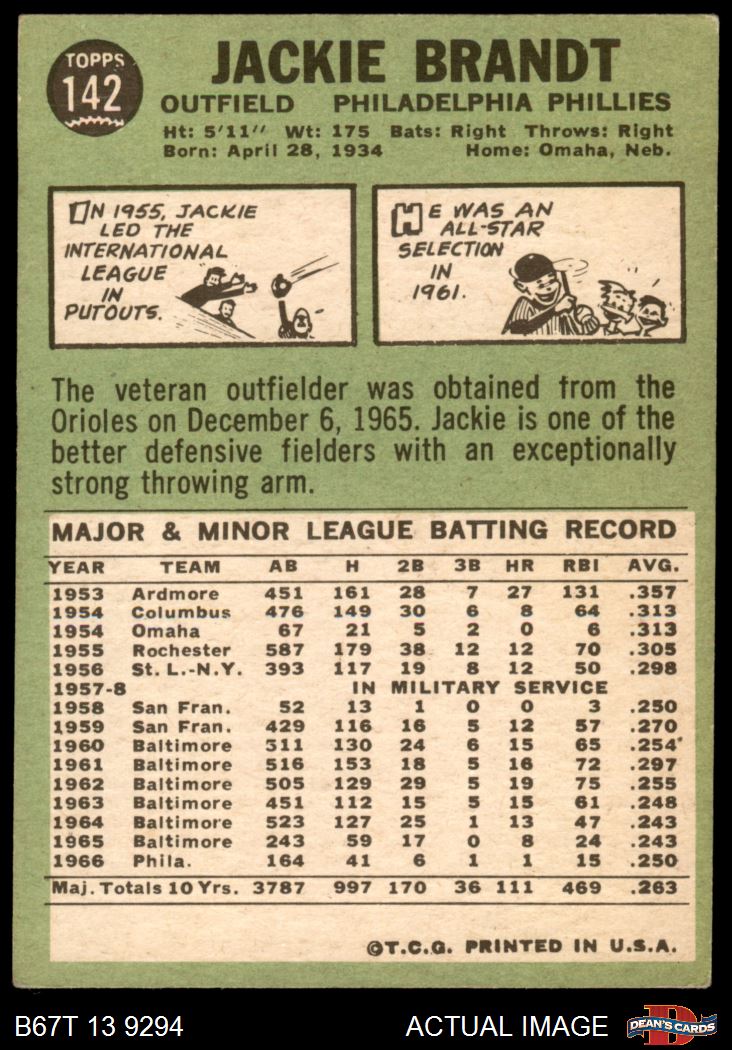 TOPPS
142
JACKIE BRANDT
OUTFIELD PHILADELPHIA PHILLIES
Ht: 5'11" Wt: 175 Bats: Right Throws: Right
Born: April 28, 1934 Home: Omaha, Neb.
IN 1955, JACKIE
LED THE
INTERNATIONAL
LEAGUE
IN
PUTOUTS.
HE WAS AN
ALL-STAR
SELECTION
IN
1961.
The veteran outfielder was obtained from the
Orioles on December 6, 1965. Jackie is one of the
better defensive fielders with an exceptionally
strong throwing arm.
MAJOR & MINOR LEAGUE BATTING RECORD
YEAR TEAM AB H 2B 3B HR RBI AVG.
1953 Ardmore 451 161 28 7 27 131 .357
1954 Columbus 476 149 30 6 8 64 .313
1954 Omaha 67 21 5 2 0 6 .313
1955 Rochester 587 179 38 12 12 70 .305
1956 St. L.-N.Y. 393 117 19 8 12 50 .298
1957-8 IN MILITARY SERVICE
1958 San Fran. 52 13 1 0 0 3 .250
1959 San Fran. 429 116 16 5 12 57 .270
1960 Baltimore 511 130 24 6 15 65 .254
1961 Baltimore 516 153 18 5 16 72 .297
1962 Baltimore 505 129 29 5 19 75 .255
1963 Baltimore 451 112 15 5 15 61 .248
1964 Baltimore 523 127 25 1 13 47 .243
1965 Baltimore 243 59 17 0 8 24 .243
1966 Phila. 164 41 6 1 1 15 .250
Maj. Totals 10 Yrs. 3787 997 170 36 111 469 .263
©T.C.G. PRINTED IN U.S.A.
B67T 13 9294 ACTUAL IMAGE
D
DEAN'S CARDS